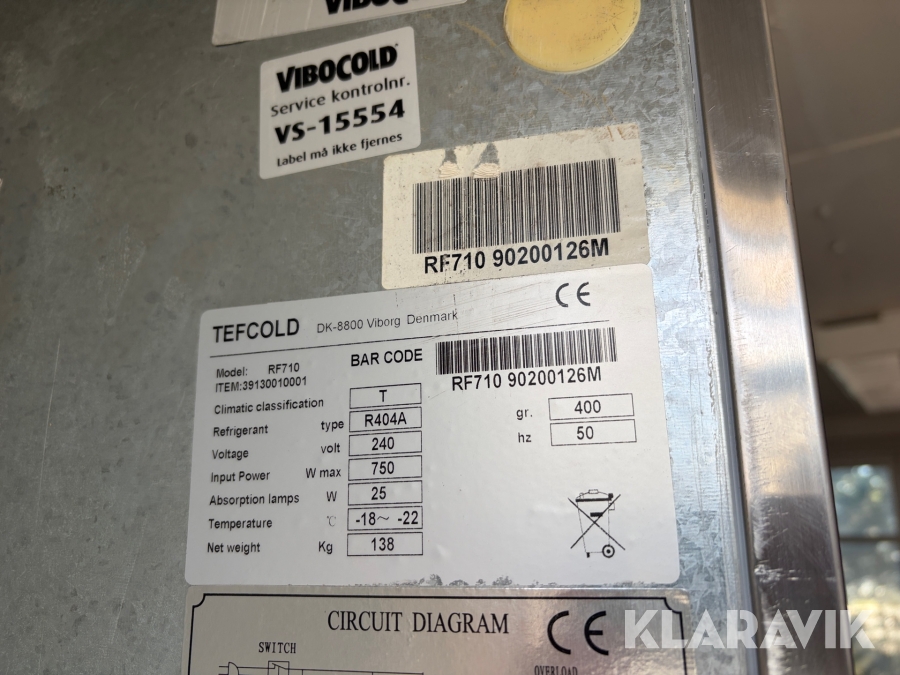 VIBOCOLD
VIBOCOLD
Service kontrolnr.
VS-15554
Label må ikke fjernes
RF710 90200126M
TEFCOLD DK-8800 Viborg Denmark CE
Model: RF710 BAR CODE
ITEM:39130010001 RF710 90200126M
Climatic classification T
Refrigerant type R404A gr. 400
Voltage volt 240 hz 50
Input Power W max 750
Absorption lamps W 25
Temperature °C -18～ -22
Net weight Kg 138
CIRCUIT DIAGRAM CE
SWITCH
OVERLOAD
KLARAVIK